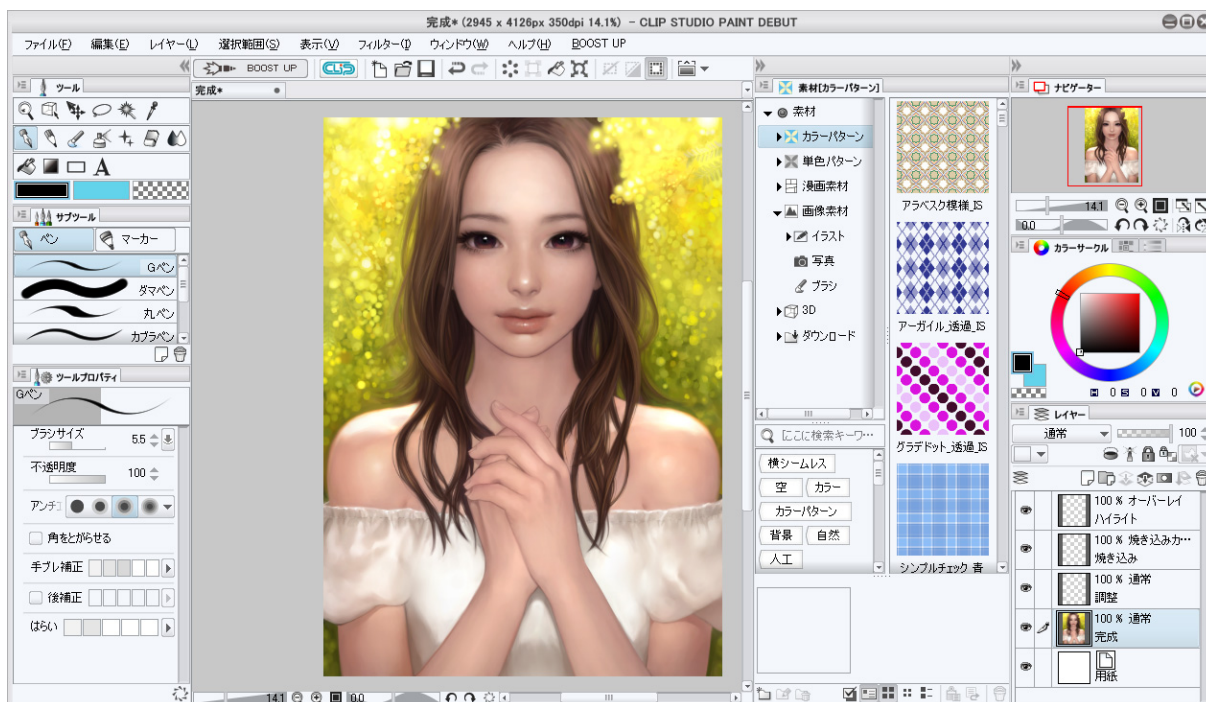 完成* (2945 x 4126px 350dpi 14.1%) - CLIP STUDIO PAINT DEBUT
ファイル(F) 編集(E) レイヤー(L) 選択範囲(S) 表示(V) フィルター(I) ウィンドウ(W) ヘルプ(H) BOOST UP
BOOST UP CLIP
ツール
完成*
A
サブツール
ペン マーカー
Gペン
ダマペン
丸ペン
カブラペン
ツールプロパティ
Gペン
ブラシサイズ 5.5
不透明度 100
アンチエ
角をとがらせる
手ブレ補正
後補正
はらい
14.1 0.0
素材[カラーパターン]
素材
カラーパターン
単色パターン
漫画素材
画像素材
イラスト
写真
ブラシ
3D
ダウンロード
ここに検索キーワ…
横シームレス
空 カラー
カラーパターン
背景 自然
人工
アラベスク模様_IS
アーガイル_透過_IS
グラデドット_透過_IS
シンプルチェック 青
ナビゲーター
14.1
0.0
カラーサークル
H 0 S 0 V 0
レイヤー
通常 100
100 % オーバーレイ
ハイライト
100 % 焼き込みカ…
焼き込み
100 % 通常
調整
100 % 通常
完成
用紙